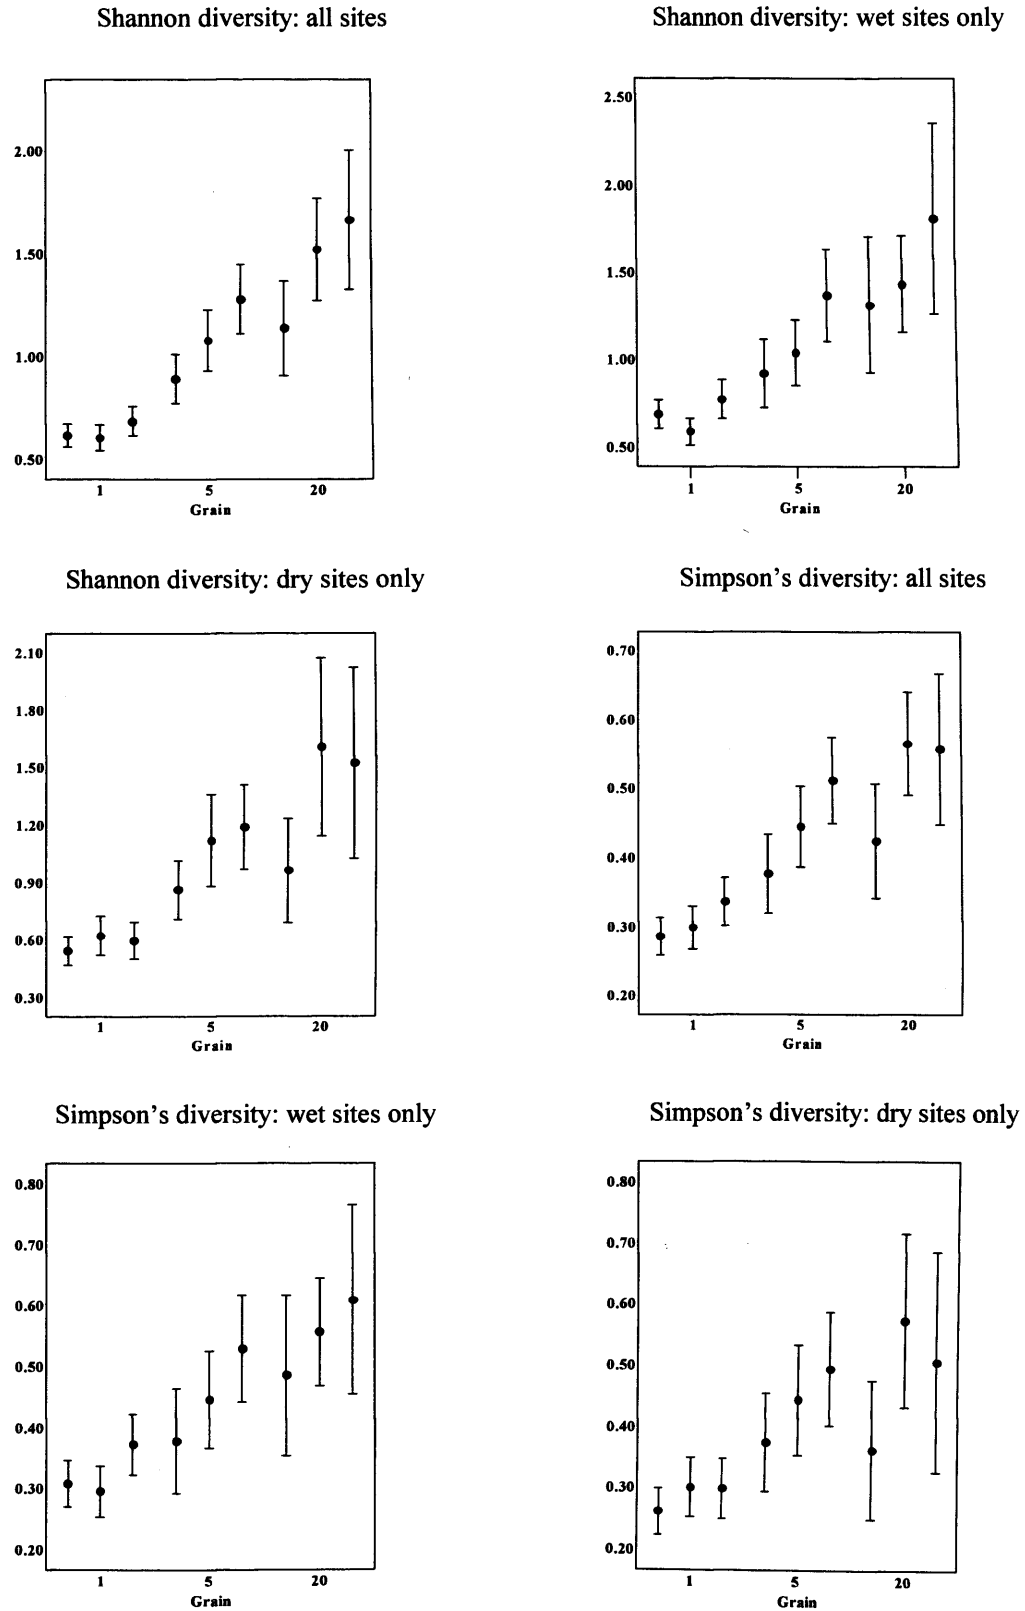 Shannon diversity: all sites
2.00
1.50
1.00
0.50
1 5 20
Grain
Shannon diversity: wet sites only
2.50
2.00
1.50
1.00
0.50
1 5 20
Grain
Shannon diversity: dry sites only
2.10
1.80
1.50
1.20
0.90
0.60
0.30
1 5 20
Grain
Simpson's diversity: all sites
0.70
0.60
0.50
0.40
0.30
0.20
1 5 20
Grain
Simpson's diversity: wet sites only
0.80
0.70
0.60
0.50
0.40
0.30
0.20
1 5 20
Grain
Simpson's diversity: dry sites only
0.80
0.70
0.60
0.50
0.40
0.30
0.20
1 5 20
Grain